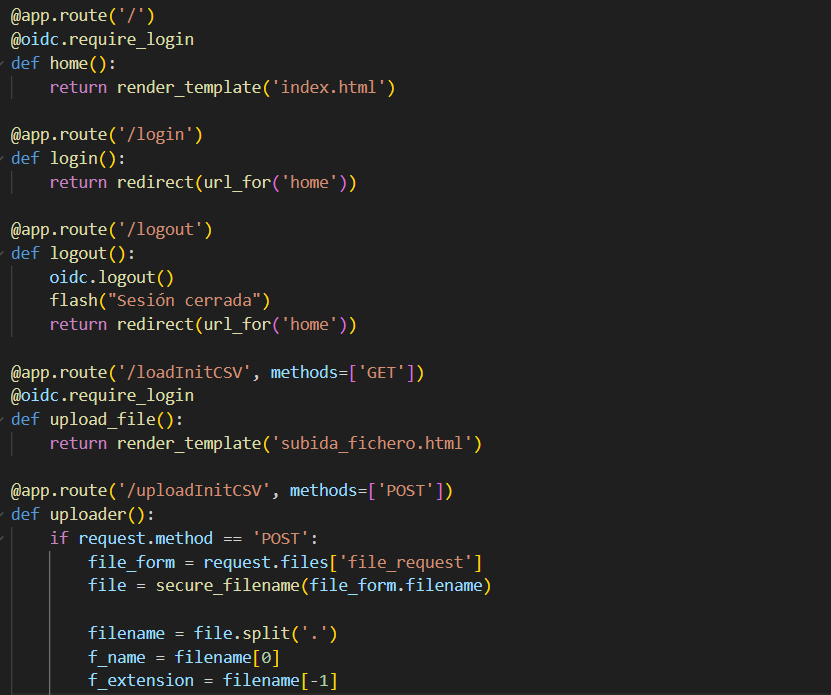 @app.route('/')
@oidc.require_login
def home():
    return render_template('index.html')

@app.route('/login')
def login():
    return redirect(url_for('home'))

@app.route('/logout')
def logout():
    oidc.logout()
    flash("Sesión cerrada")
    return redirect(url_for('home'))

@app.route('/loadInitCSV', methods=['GET'])
@oidc.require_login
def upload_file():
    return render_template('subida_fichero.html')

@app.route('/uploadInitCSV', methods=['POST'])
def uploader():
    if request.method == 'POST':
        file_form = request.files['file_request']
        file = secure_filename(file_form.filename)

        filename = file.split('.')
        f_name = filename[0]
        f_extension = filename[-1]